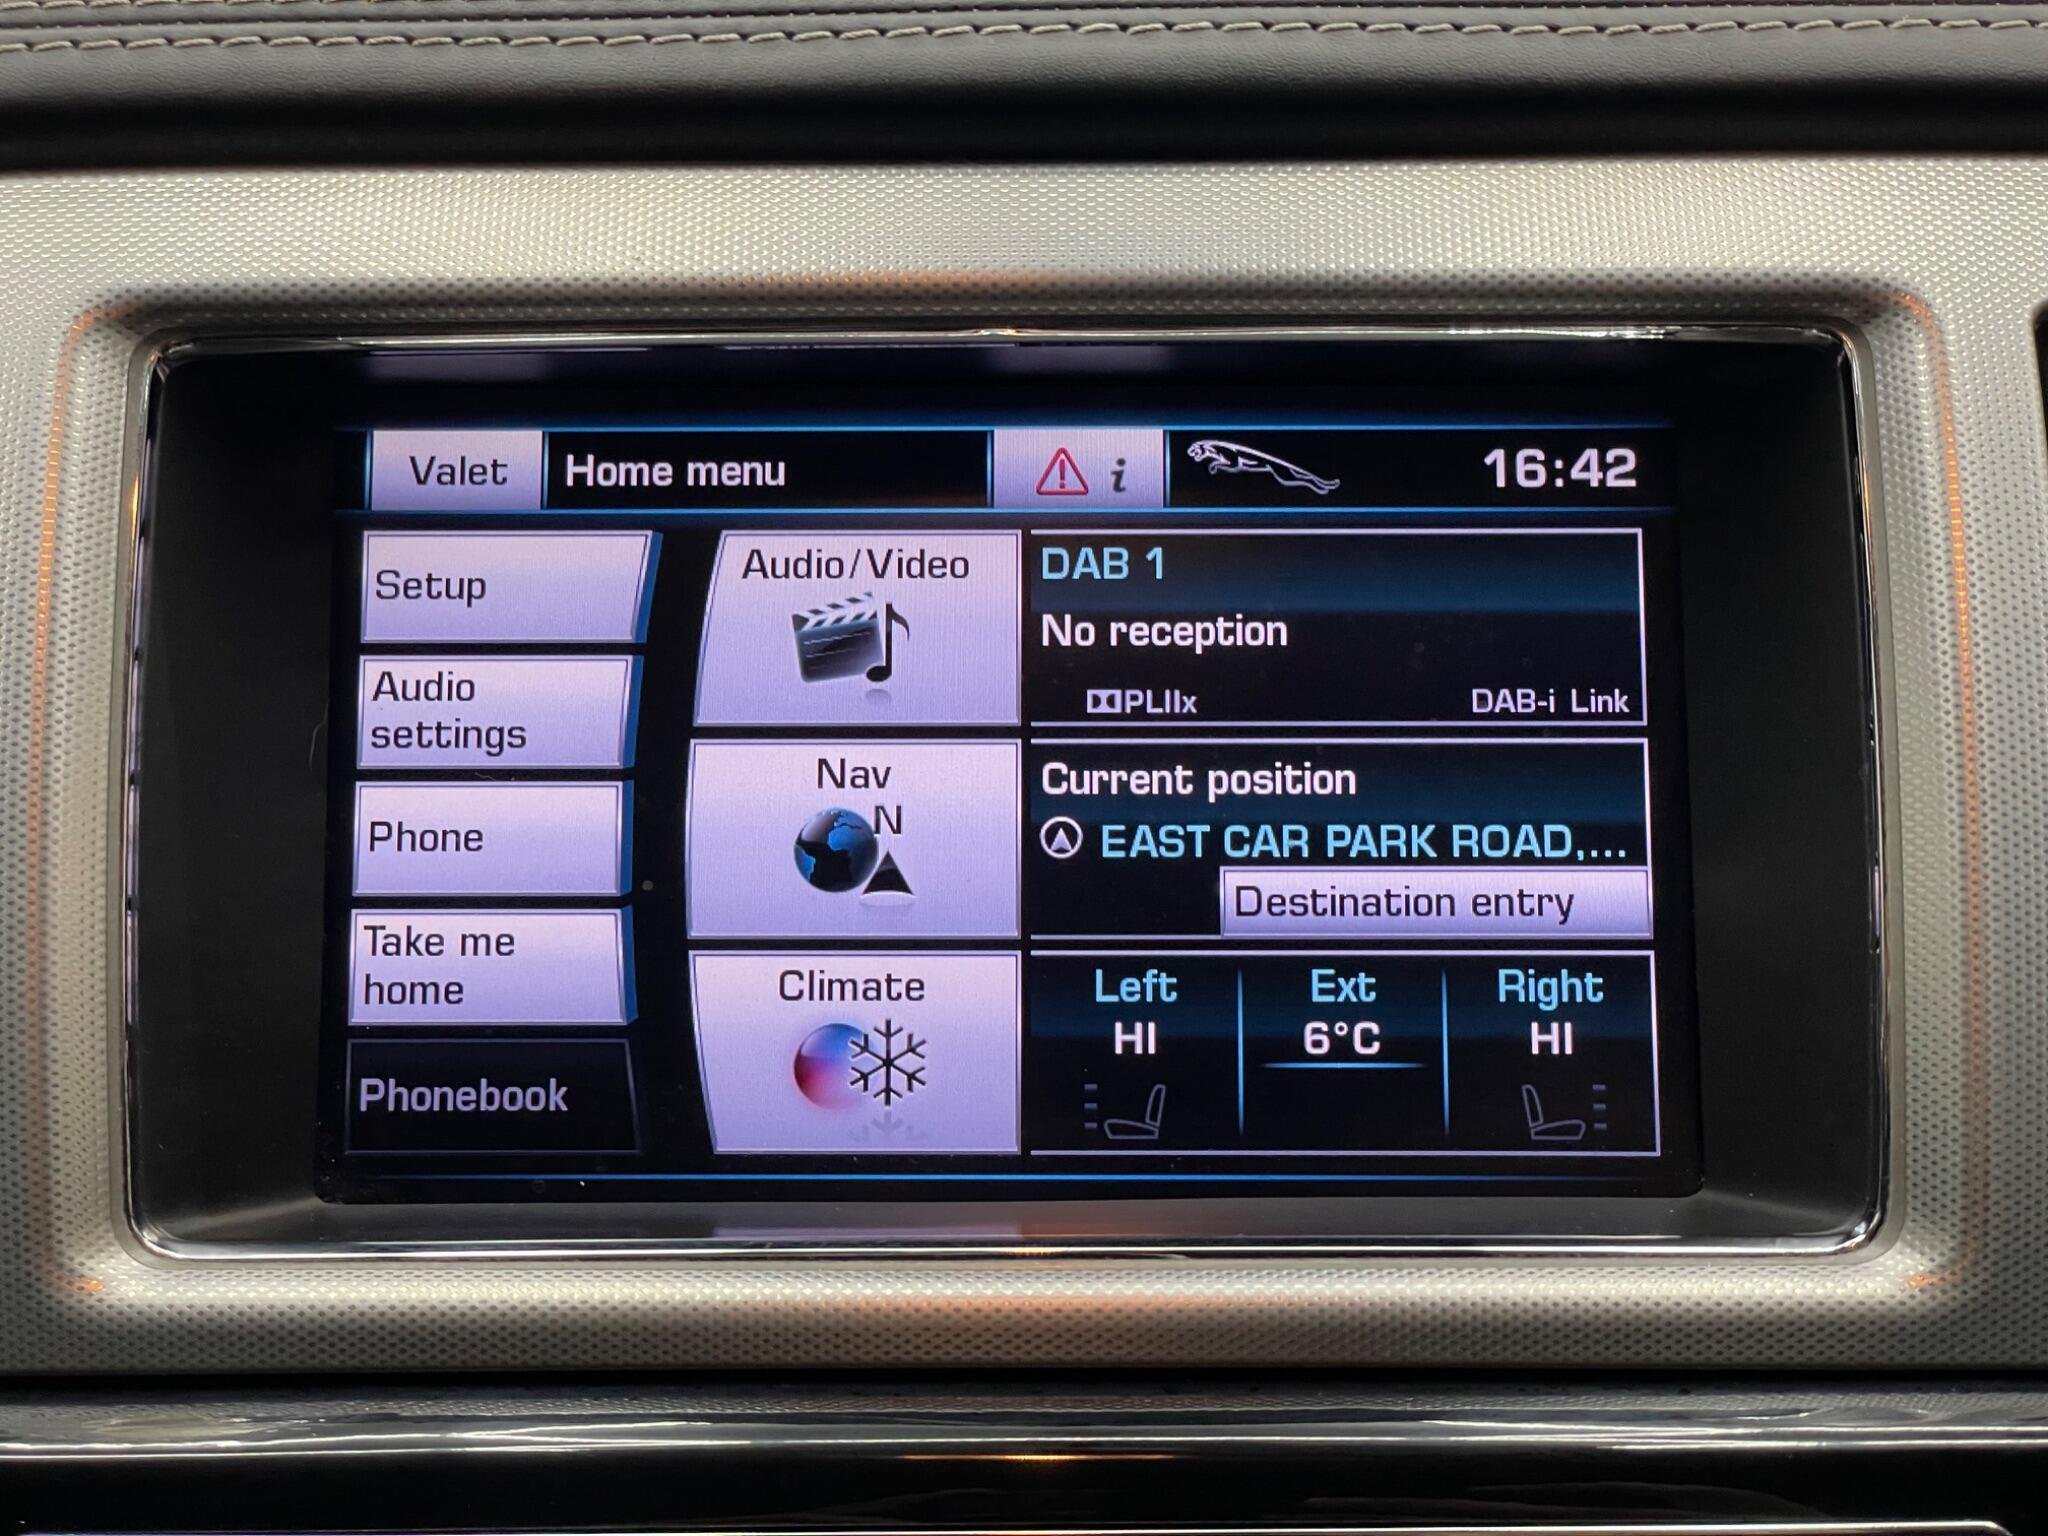 Valet
Home menu
i
16:42
Setup
Audio
settings
Phone
Take me
home
Phonebook
Audio/Video
Nav
N
Climate
DAB 1
No reception
PLIIx
DAB-i Link
Current position
EAST CAR PARK ROAD,...
Destination entry
Left
Ext
Right
HI
6°C
HI